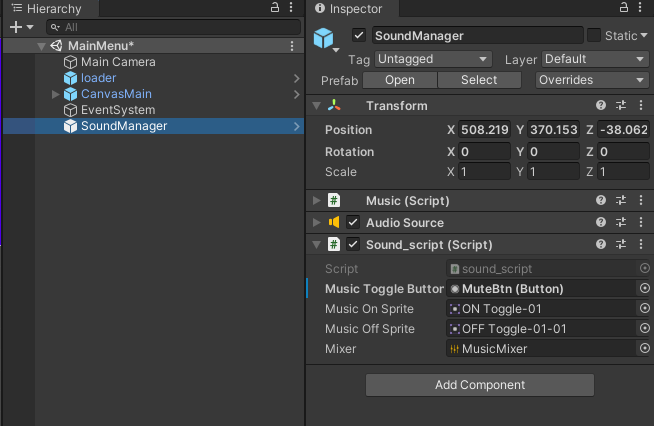 Hierarchy
All
MainMenu*
Main Camera
loader
CanvasMain
EventSystem
SoundManager
Inspector
SoundManager Static
Tag Untagged Layer Default
Prefab Open Select Overrides
Transform
Position X 508.219 Y 370.153 Z -38.062
Rotation X 0 Y 0 Z 0
Scale X 1 Y 1 Z 1
# Music (Script)
Audio Source
# Sound_script (Script)
Script # sound_script
Music Toggle Button MuteBtn (Button)
Music On Sprite ON Toggle-01
Music Off Sprite OFF Toggle-01-01
Mixer MusicMixer
Add Component